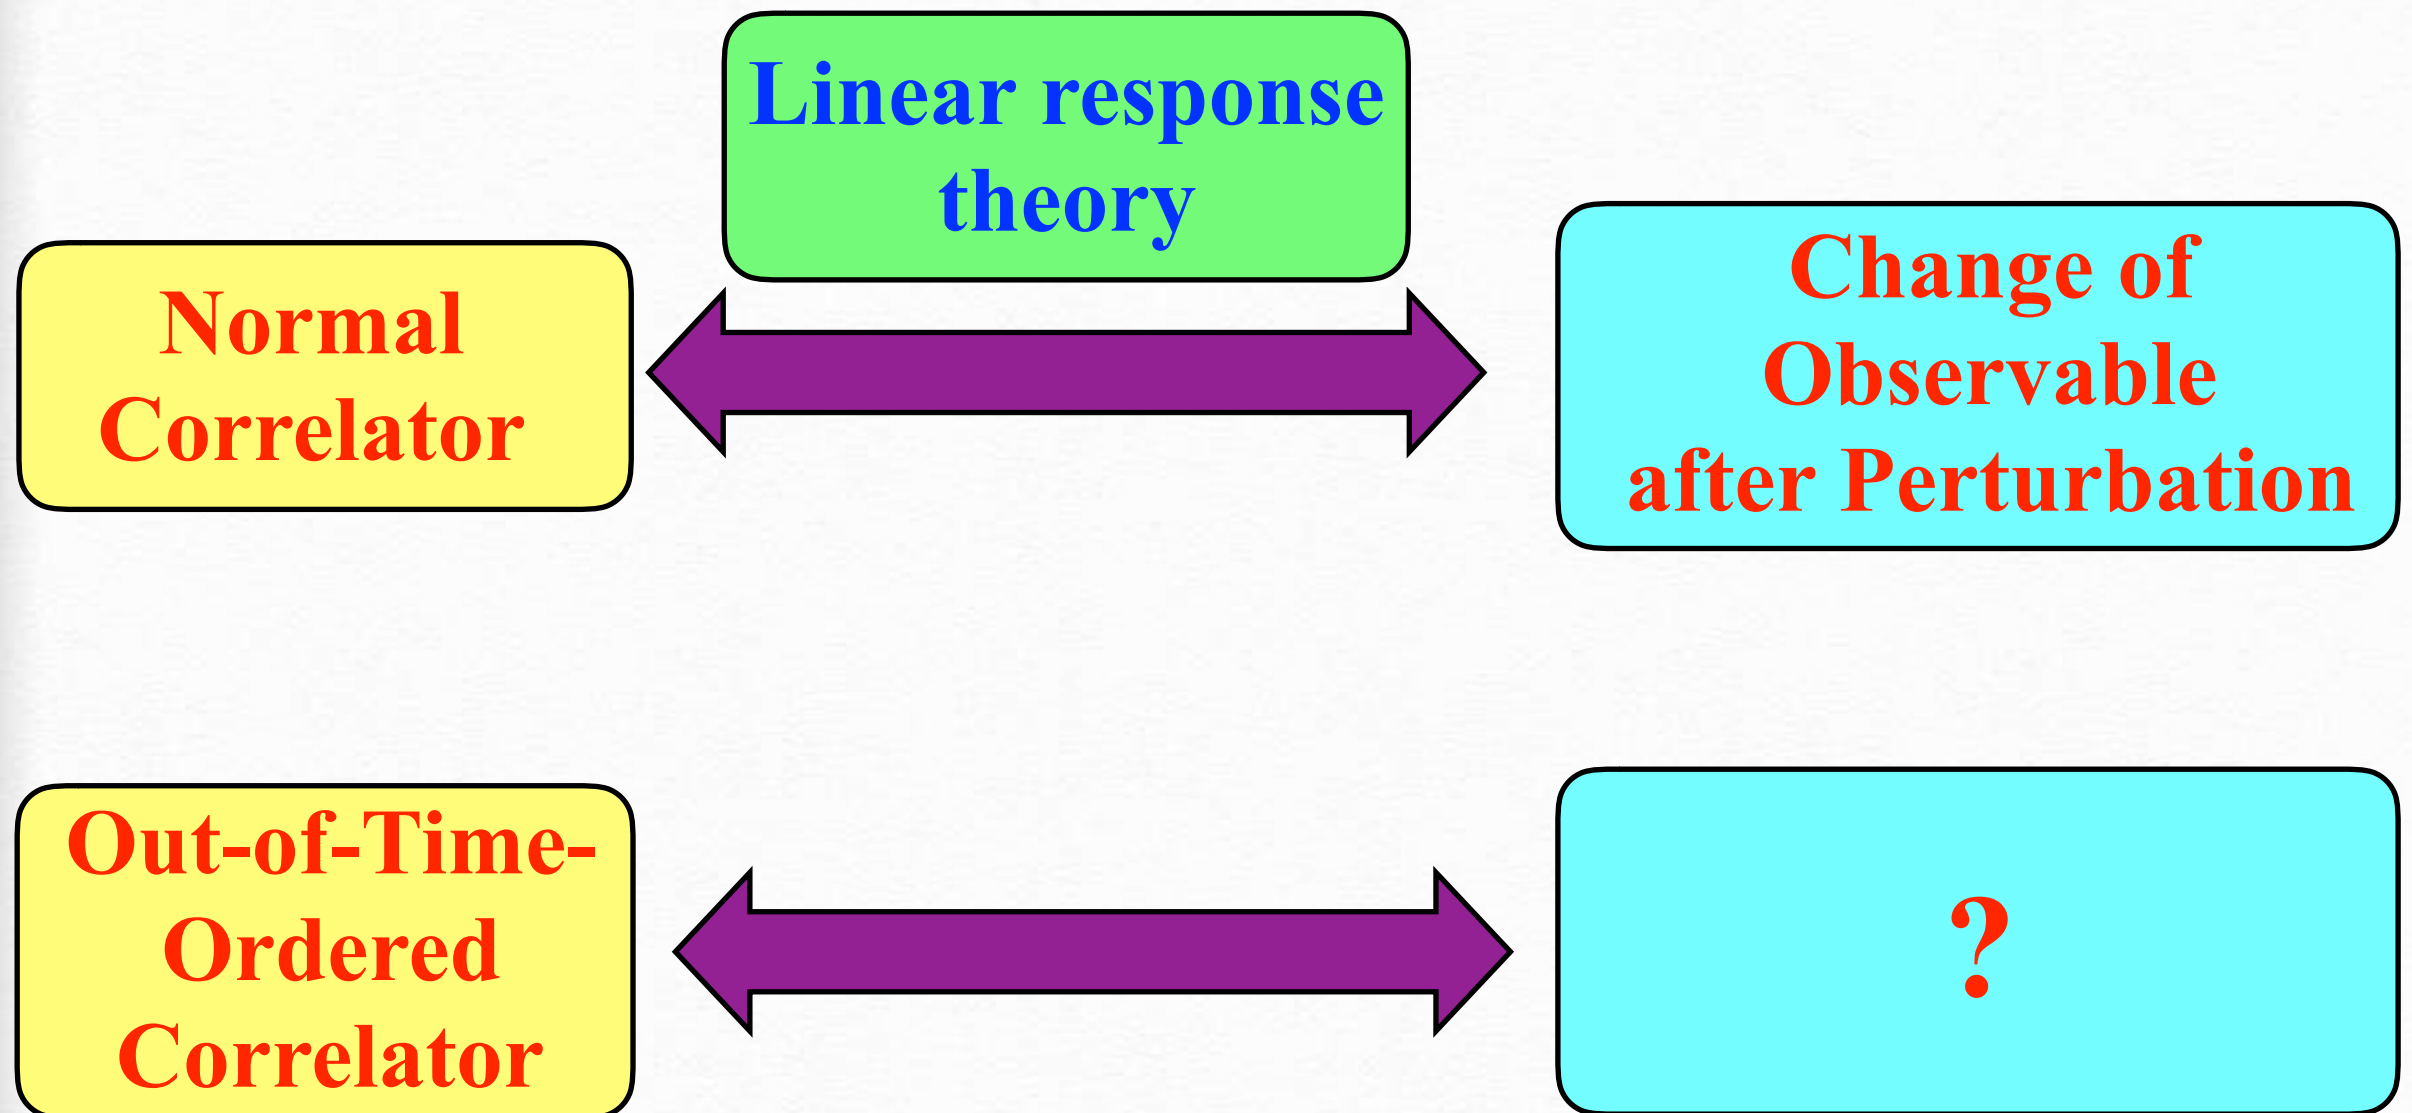 Linear response
theory
Normal
Correlator
Change of
Observable
after Perturbation
Out-of-Time-
Ordered
Correlator
?